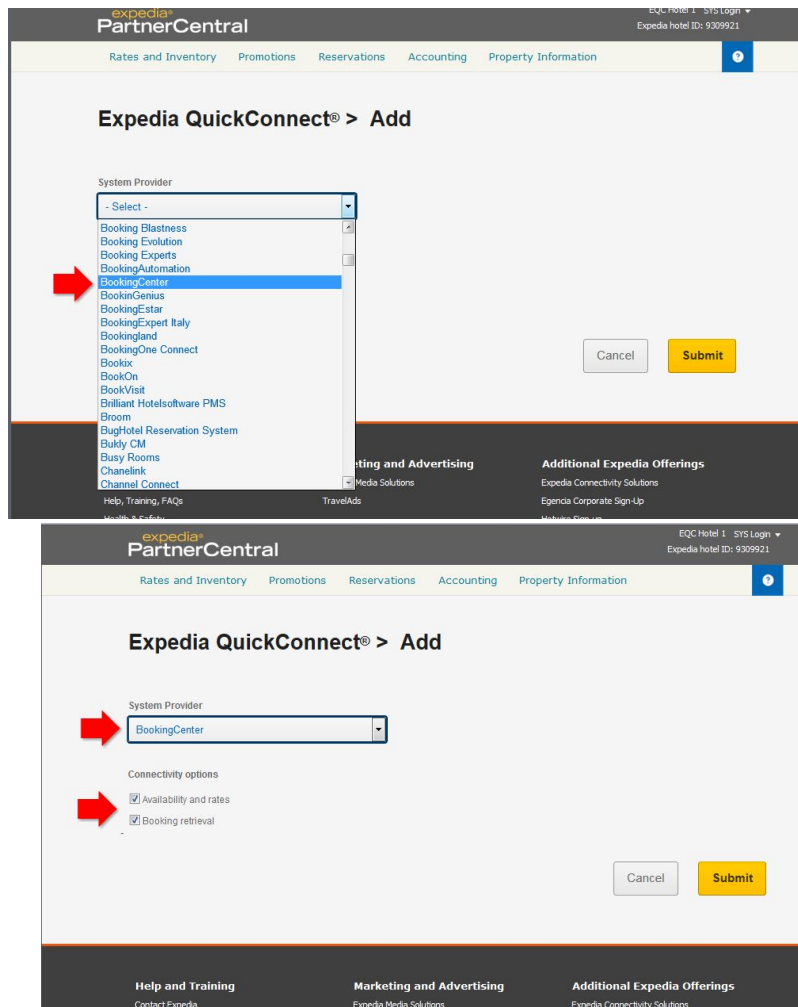 expedia®
PartnerCentral
EQC Hotel 1 SYS Login
Expedia hotel ID: 9309921
Rates and Inventory Promotions Reservations Accounting Property Information ?
Expedia QuickConnect® > Add
System Provider
- Select -
Booking Blastness
Booking Evolution
Booking Experts
BookingAutomation
BookingCenter
BookinGenius
BookingEstar
BookingExpert Italy
Bookingland
BookingOne Connect
Bookix
BookOn
BookVisit
Brilliant Hotelsoftware PMS
Broom
BugHotel Reservation System
Bukly CM
Busy Rooms
Chanelink
Channel Connect
Cancel Submit
eting and Advertising Additional Expedia Offerings
Media Solutions Expedia Connectivity Solutions
Help, Training, FAQs TravelAds Egencia Corporate Sign-Up
Health & Safety Hotwire Sign-up
expedia®
PartnerCentral
EQC Hotel 1 SYS Login
Expedia hotel ID: 9309921
Rates and Inventory Promotions Reservations Accounting Property Information ?
Expedia QuickConnect® > Add
System Provider
BookingCenter
Connectivity options
Availability and rates
Booking retrieval
Cancel Submit
Help and Training Marketing and Advertising Additional Expedia Offerings
Contact Expedia Expedia Media Solutions Expedia Connectivity Solutions